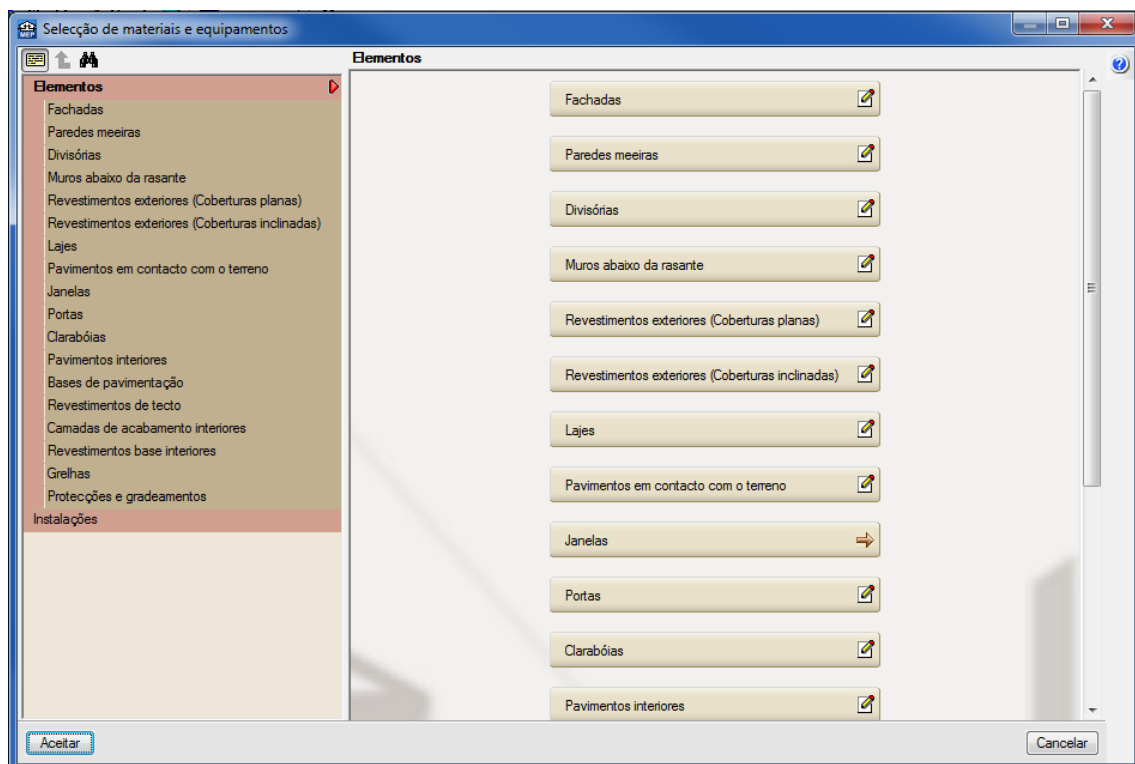 MEP Selecção de materiais e equipamentos
Elementos
Fachadas
Paredes meeiras
Divisórias
Muros abaixo da rasante
Revestimentos exteriores (Coberturas planas)
Revestimentos exteriores (Coberturas inclinadas)
Lajes
Pavimentos em contacto com o terreno
Janelas
Portas
Clarabóias
Pavimentos interiores
Bases de pavimentação
Revestimentos de tecto
Camadas de acabamento interiores
Revestimentos base interiores
Grelhas
Protecções e gradeamentos
Instalações
Elementos
Fachadas
Paredes meeiras
Divisórias
Muros abaixo da rasante
Revestimentos exteriores (Coberturas planas)
Revestimentos exteriores (Coberturas inclinadas)
Lajes
Pavimentos em contacto com o terreno
Janelas
Portas
Clarabóias
Pavimentos interiores
Aceitar
Cancelar